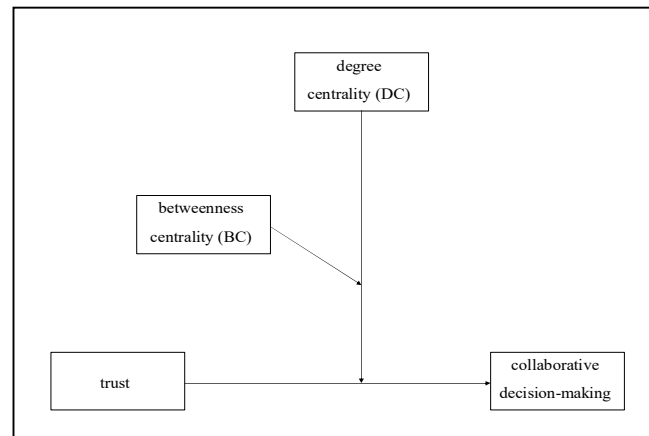 degree
centrality (DC)
betweenness
centrality (BC)
trust
collaborative
decision-making